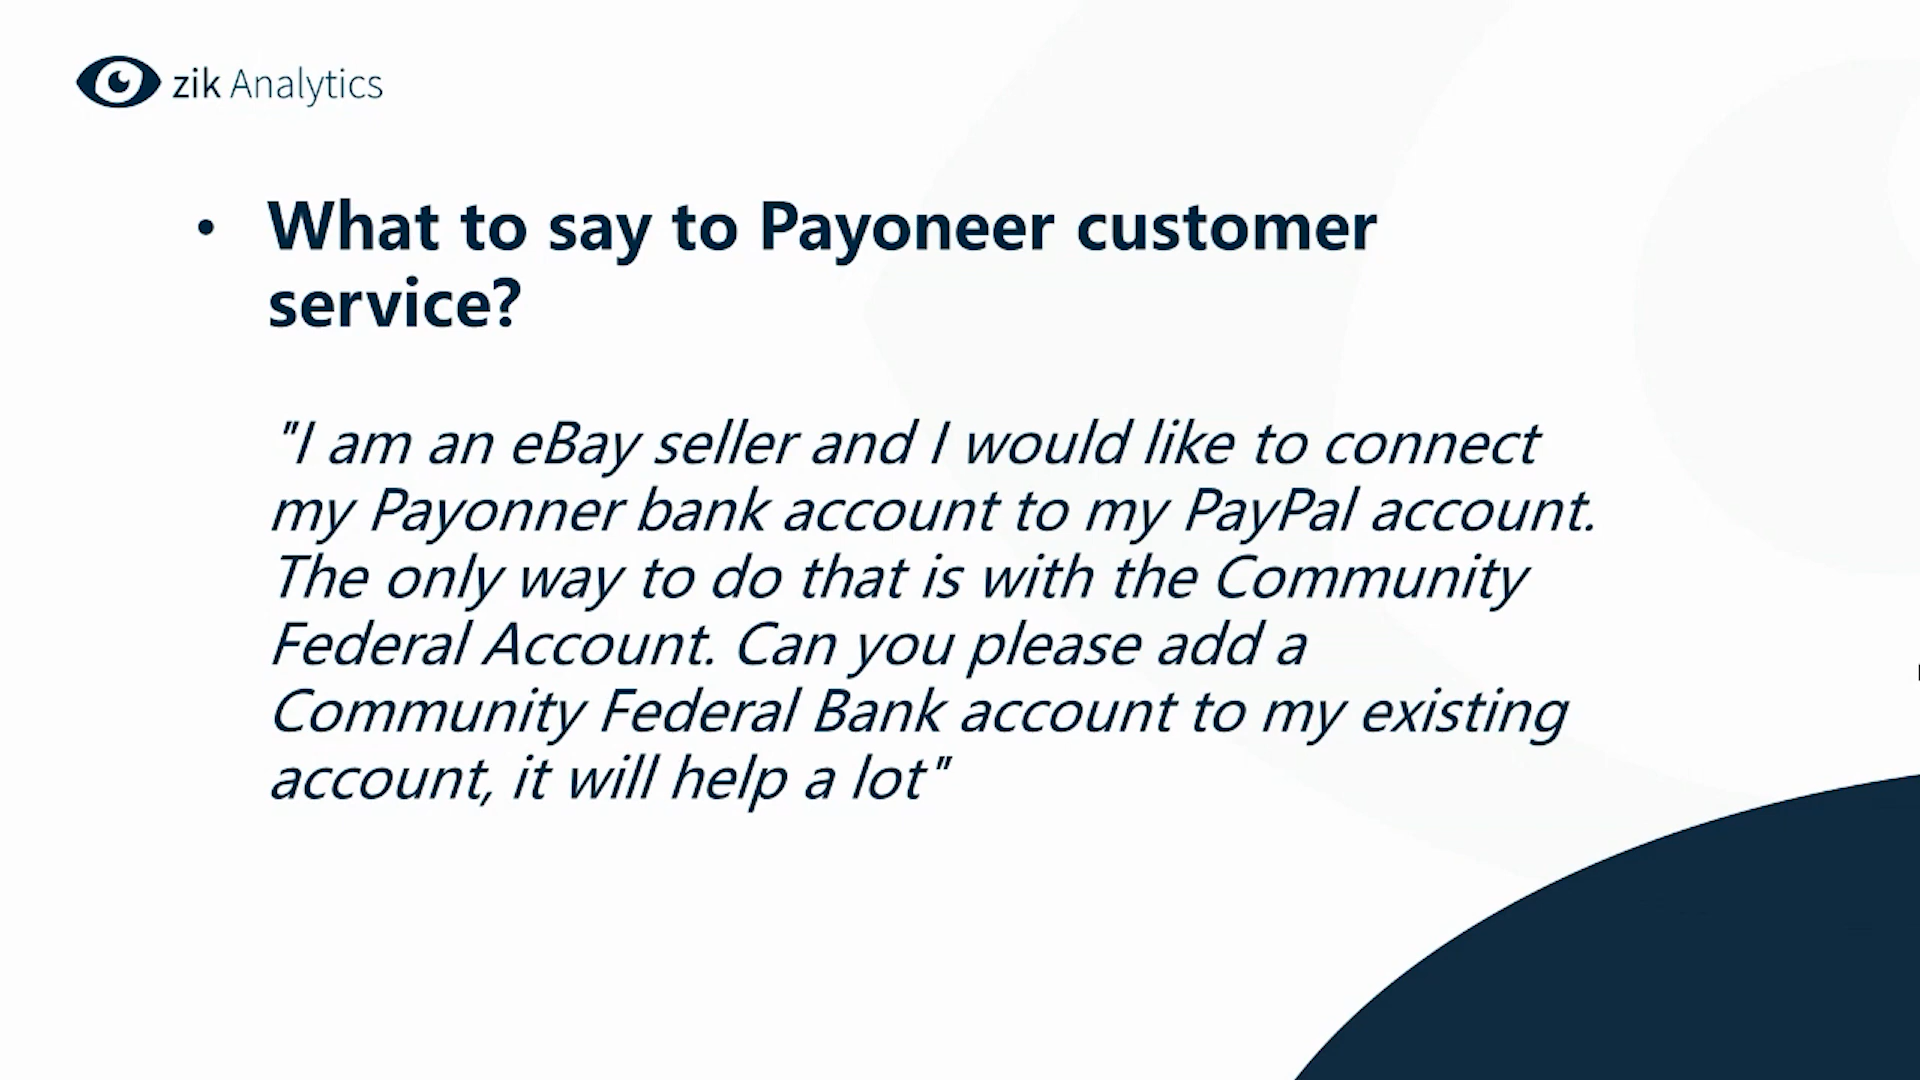 zik Analytics
• What to say to Payoneer customer
service?
"I am an eBay seller and I would like to connect
my Payonner bank account to my PayPal account.
The only way to do that is with the Community
Federal Account. Can you please add a
Community Federal Bank account to my existing
account, it will help a lot"